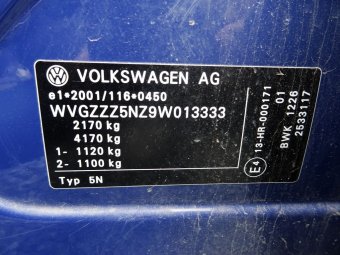 VOLKSWAGEN AG
e1*2001/116*0450
WVGZZZ5NZ9W013333
2170 kg
4170 kg
1- 1120 kg
2- 1100 kg
Typ 5N
E4
13-HR-000171
01
BWK 1226
2533117